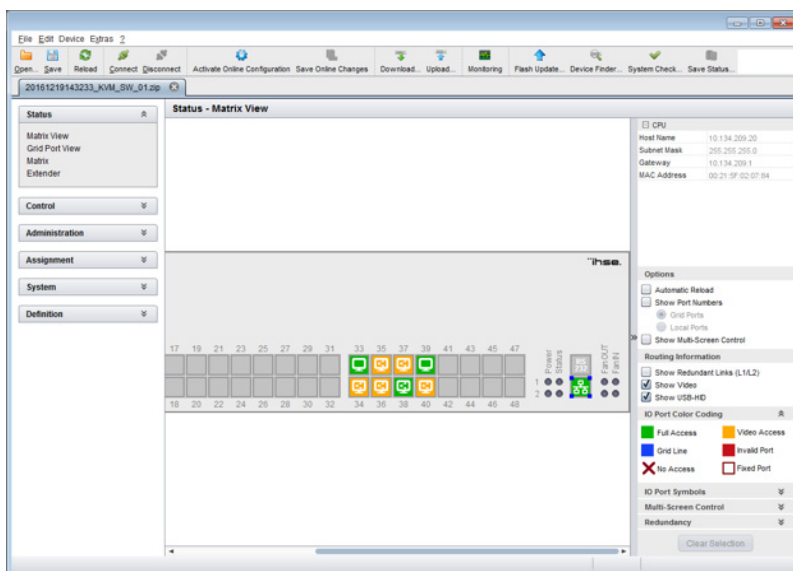 File Edit Device Extras ?
Open... Save Reload Connect Disconnect Activate Online Configuration Save Online Changes Download... Upload... Monitoring Flash Update... Device Finder... System Check... Save Status...
20161219143233_KVM_SW_01.zip
Status
Matrix View
Grid Port View
Matrix
Extender
Control
Administration
Assignment
System
Definition
Status - Matrix View
ihse.
17 19 21 23 25 27 29 31 33 35 37 39 41 43 45 47
Power
Status
RS
232
Fan OUT
Fan IN
1
2
18 20 22 24 26 28 30 32 34 36 38 40 42 44 46 48
CPU
Host Name 10.134.209.20
Subnet Mask 255.255.255.0
Gateway 10.134.209.1
MAC Address 00:21:5F:02:07:84
Options
Automatic Reload
Show Port Numbers
Grid Ports
Local Ports
Show Multi-Screen Control
Routing Information
Show Redundant Links (L1/L2)
Show Video
Show USB-HID
IO Port Color Coding
Full Access Video Access
Grid Line Invalid Port
No Access Fixed Port
IO Port Symbols
Multi-Screen Control
Redundancy
Clear Selection